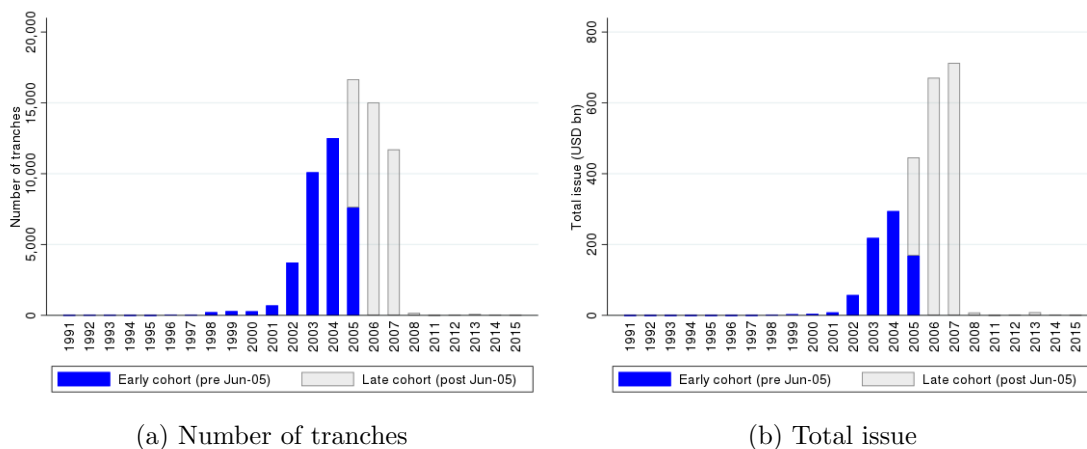 20,000
15,000
10,000
5,000
0
Number of tranches
1991 1992 1993 1994 1995 1996 1997 1998 1999 2000 2001 2002 2003 2004 2005 2006 2007 2008 2011 2012 2013 2014 2015
Early cohort (pre Jun-05) Late cohort (post Jun-05)
(a) Number of tranches
800
600
400
200
0
Total issue (USD bn)
1991 1992 1993 1994 1995 1996 1997 1998 1999 2000 2001 2002 2003 2004 2005 2006 2007 2008 2011 2012 2013 2014 2015
Early cohort (pre Jun-05) Late cohort (post Jun-05)
(b) Total issue